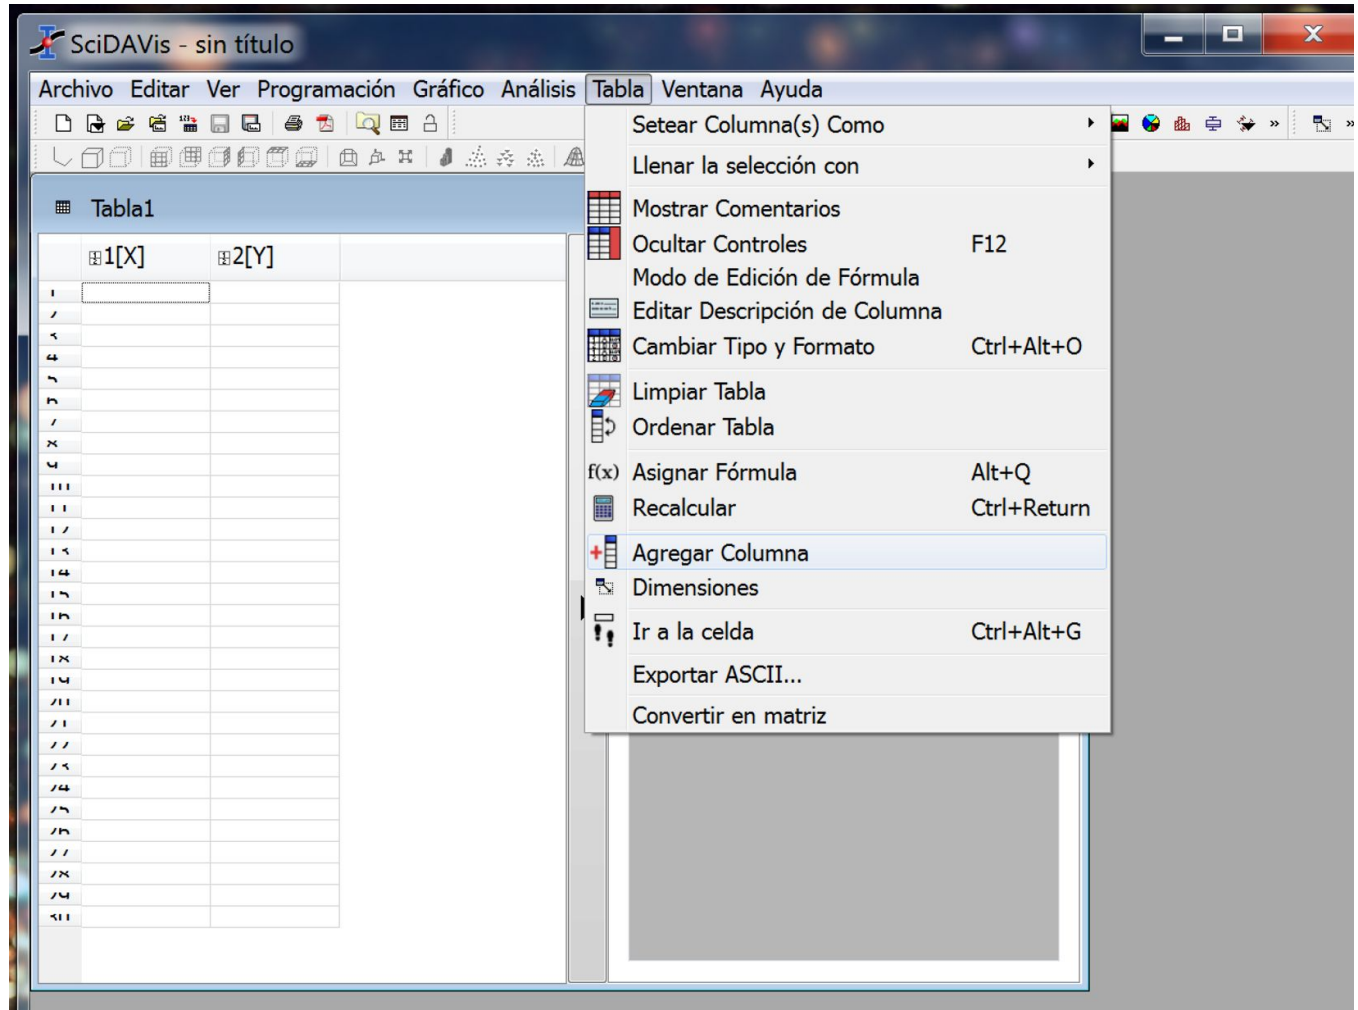 SciDAVis - sin título
Archivo Editar Ver Programación Gráfico Análisis Tabla Ventana Ayuda
Setear Columna(s) Como
Llenar la selección con
Tabla1
Mostrar Comentarios
1[X] 2[Y]
Ocultar Controles F12
Modo de Edición de Fórmula
Editar Descripción de Columna
Cambiar Tipo y Formato Ctrl+Alt+O
Limpiar Tabla
Ordenar Tabla
f(x) Asignar Fórmula Alt+Q
Recalcular Ctrl+Return
Agregar Columna
Dimensiones
Ir a la celda Ctrl+Alt+G
Exportar ASCII...
Convertir en matriz